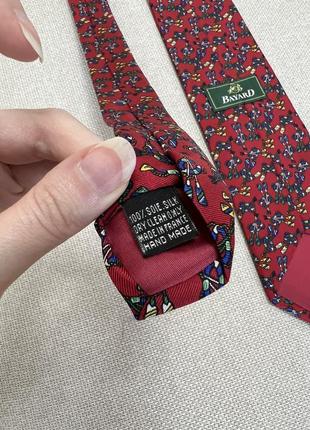 BAYARD
100% SOIE.SILK
DRY CLEAN ONLY
MADE IN FRANCE
HAND MADE